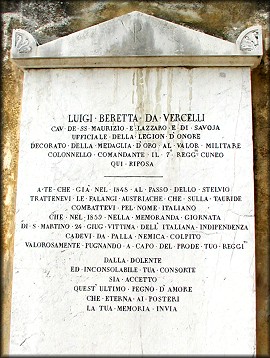 LUIGI · BERETTA · DA · VERCELLI
CAV · DE · SS · MAURIZIO · E · LAZZARO · E · DI · SAVOJA
UFFICIALE · DELLA · LEGION · D'ONORE
DECORATO · DELLA · MEDAGLIA · D'ORO · AL · VALOR · MILITARE
COLONNELLO · COMANDANTE · IL · 7 · REGG · CUNEO
QUI · RIPOSA
A · TE · CHE · GIA' · NEL · 1848 · AL · PASSO · DELLO · STELVIO
TRATTENEVI · LE · FALANGI · AUSTRIACHE · CHE · SULLA · TAURIDE
COMBATTEVI · PEL · NOME · ITALIANO
CHE · NEL · 1859 · NELLA · MEMORANDA · GIORNATA
DI · S · MARTINO · 24 · GIUG · VITTIMA · DELL' ITALIANA · INDIPENDENZA
CADEVI · DA · PALLA · NEMICA · COLPITO
VALOROSAMENTE · PUGNANDO · A · CAPO · DEL · PRODE · TUO · REGG'
DALLA · DOLENTE
ED · INCONSOLABILE · TUA · CONSORTE
SIA · ACCETTO
QUEST' ULTIMO · PEGNO · D'AMORE
CHE · ETERNA · AI · POSTERI
LA · TUA · MEMORIA · INVIA